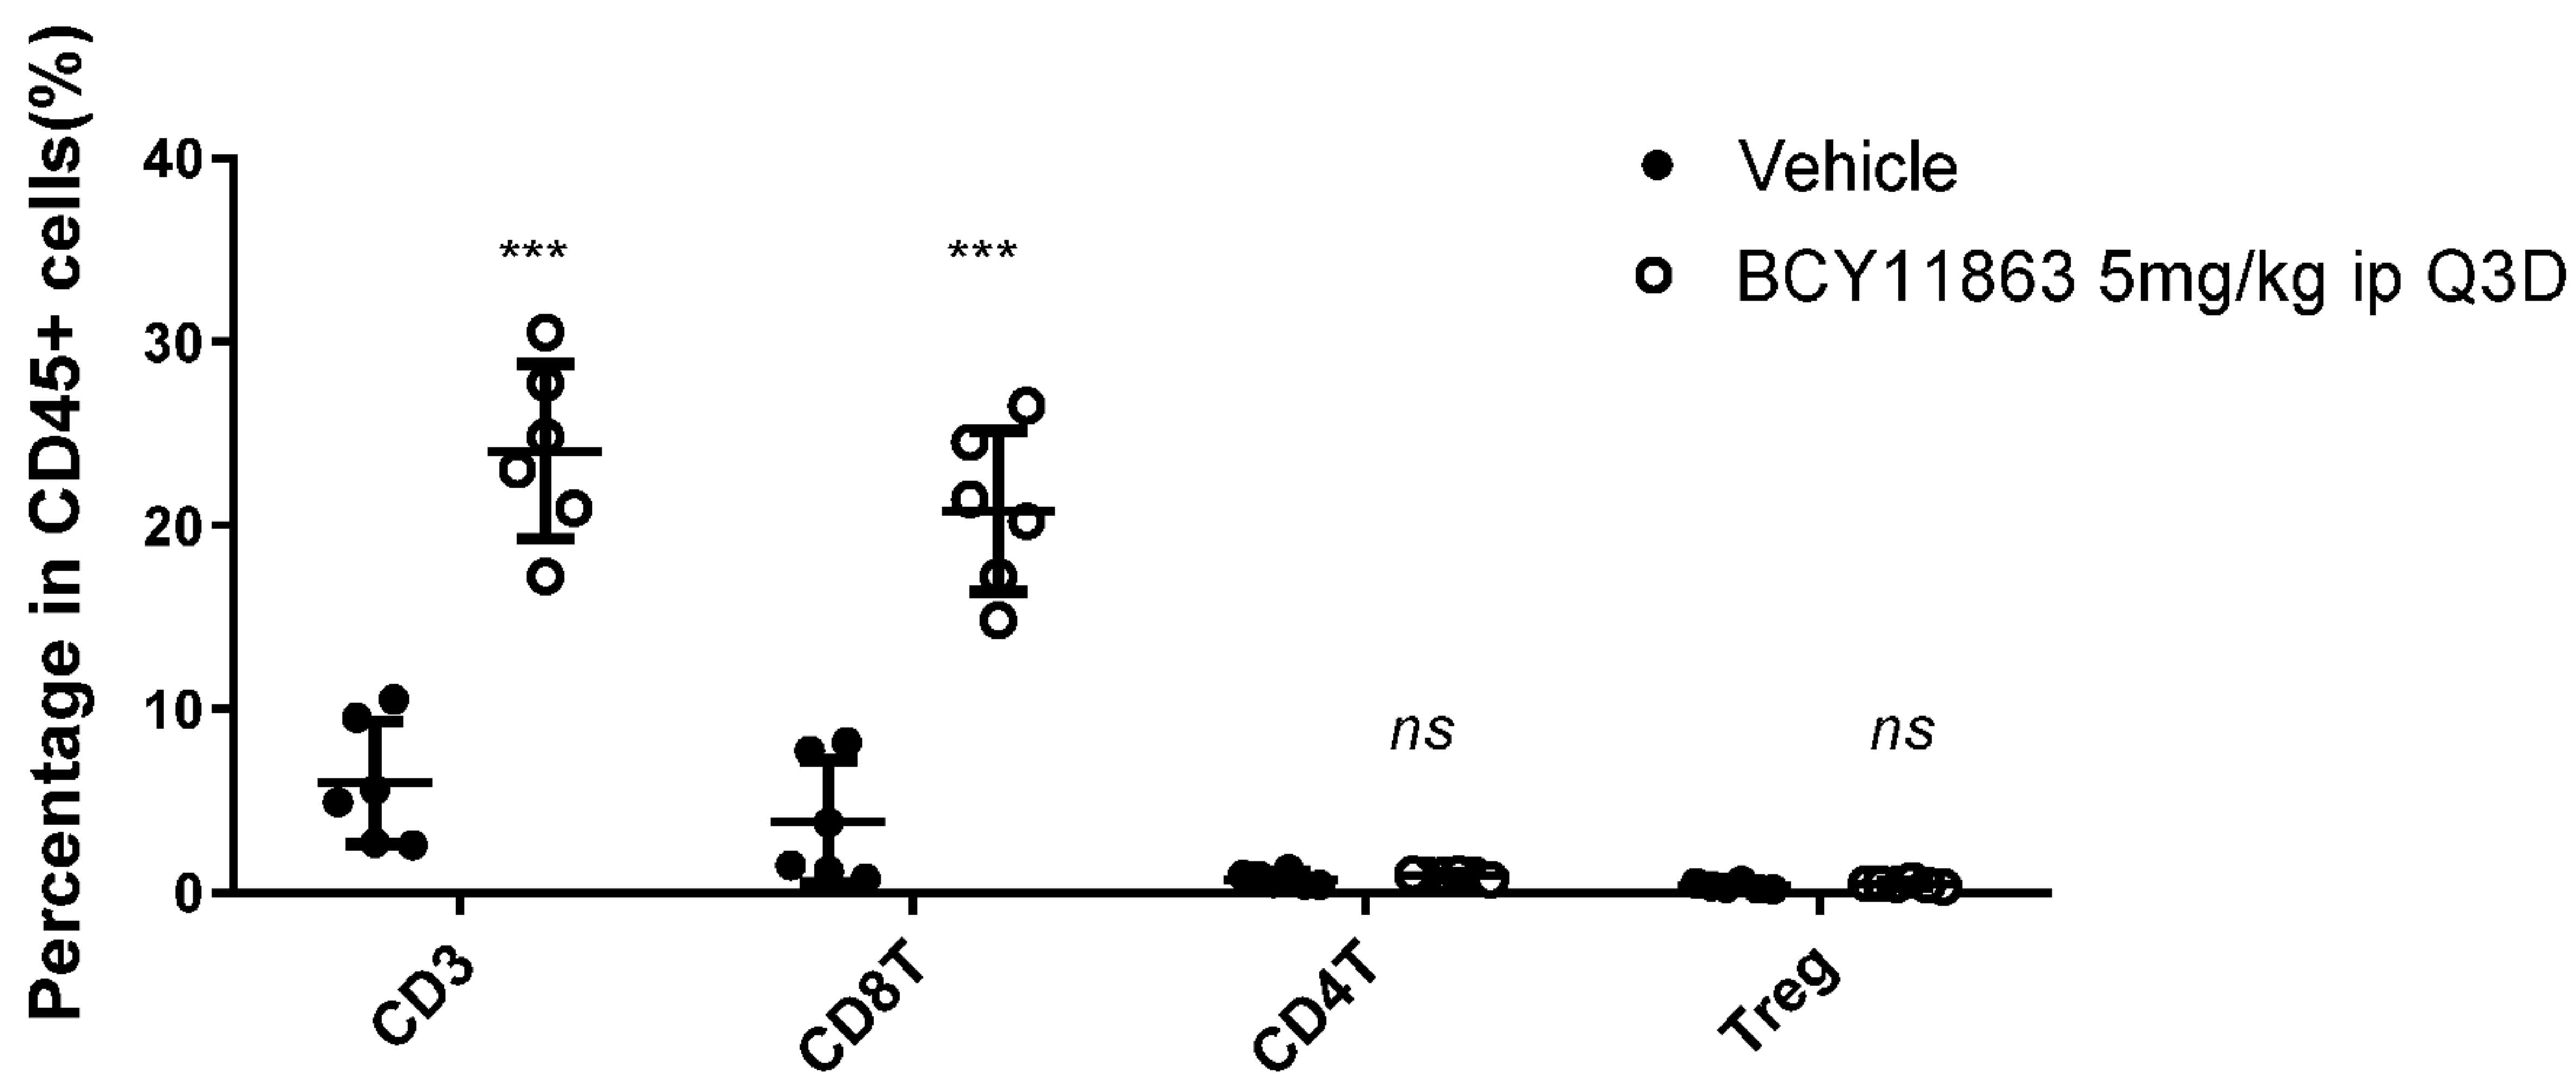 Percentage in CD45+ cells(%)
40
30
20
10
0
***
***
ns
ns
CD3
CD8T
CD4T
Treg
Vehicle
BCY11863 5mg/kg ip Q3D